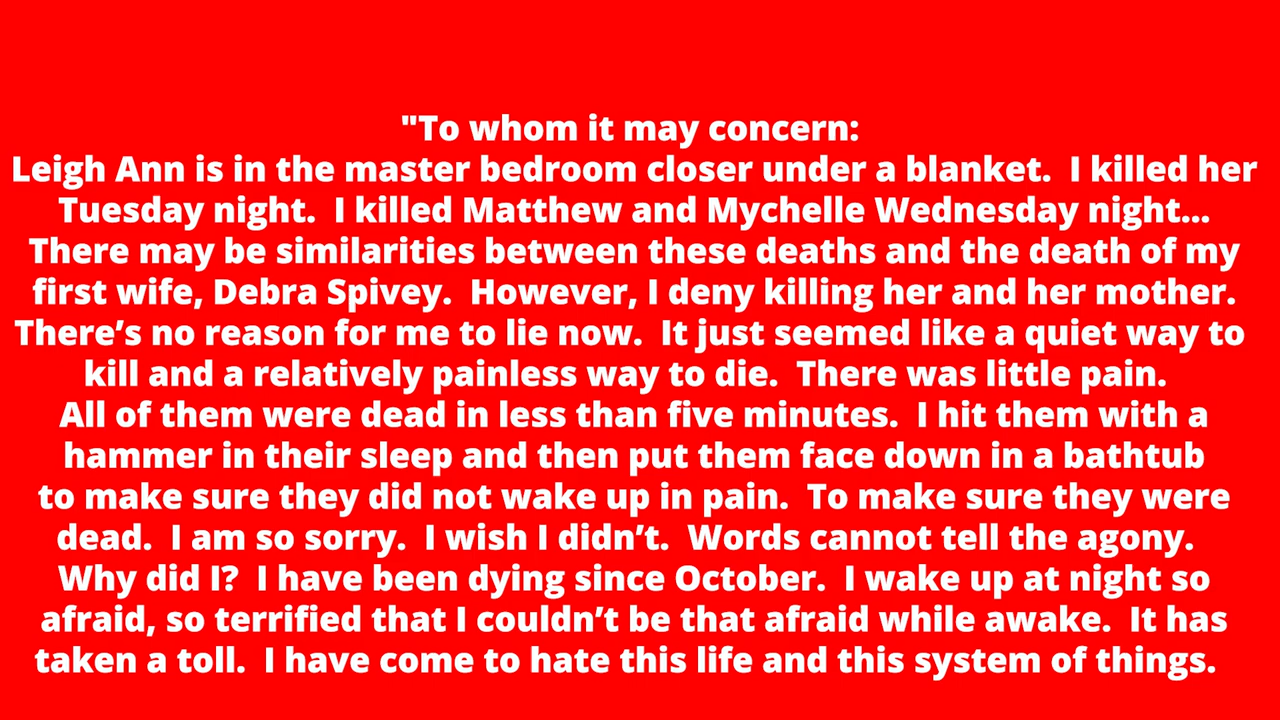 "To whom it may concern:
Leigh Ann is in the master bedroom closer under a blanket.  I killed her
Tuesday night.  I killed Matthew and Mychelle Wednesday night...
There may be similarities between these deaths and the death of my
first wife, Debra Spivey.  However, I deny killing her and her mother.
There’s no reason for me to lie now.  It just seemed like a quiet way to
kill and a relatively painless way to die.  There was little pain.
All of them were dead in less than five minutes.  I hit them with a
hammer in their sleep and then put them face down in a bathtub
to make sure they did not wake up in pain.  To make sure they were
dead.  I am so sorry.  I wish I didn’t.  Words cannot tell the agony.
Why did I?  I have been dying since October.  I wake up at night so
afraid, so terrified that I couldn’t be that afraid while awake.  It has
taken a toll.  I have come to hate this life and this system of things.